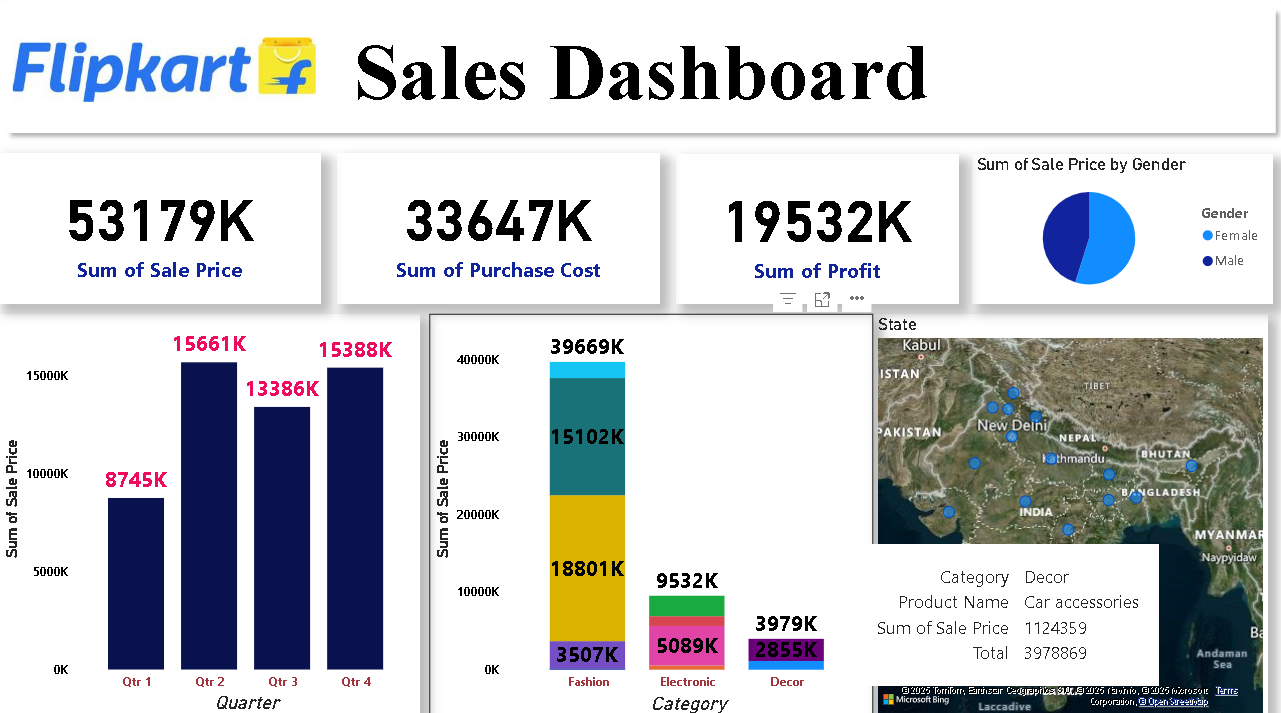 Flipkart
Sales Dashboard
53179K
Sum of Sale Price
33647K
Sum of Purchase Cost
19532K
Sum of Profit
Sum of Sale Price by Gender
Gender
Female
Male
Sum of Sale Price
15000K
10000K
5000K
0K
8745K
15661K
13386K
15388K
Qtr 1
Qtr 2
Qtr 3
Qtr 4
Quarter
Sum of Sale Price
40000K
30000K
20000K
10000K
0K
39669K
15102K
18801K
3507K
9532K
5089K
3979K
2855K
Fashion
Electronic
Decor
Category
State
Kabul
ISTAN
TIBET
PAKISTAN
New Delhi
NEPAL
Kathmandu
BHUTAN
BANGLADESH
INDIA
MYANMAR
Naypyidaw
Ba
Andaman
Sea
Laccadive
Category Decor
Product Name Car accessories
Sum of Sale Price 1124359
Total 3978869
Microsoft Bing
© 2025 TomTom, Earthstar Geographics SIO, © 2025 Microsoft
Corporation, © OpenStreetMap
Terms